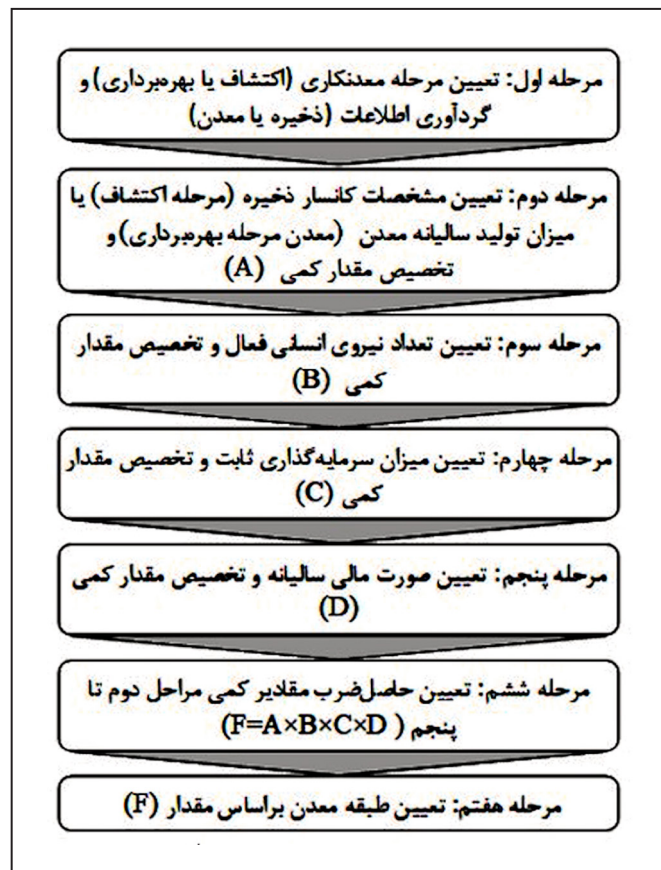 مرحله اول: تعیین مرحله معدنکاری (اکتشاف یا بهره‌برداری) و
گردآوری اطلاعات (ذخیره یا معدن)
مرحله دوم: تعیین مشخصات کانسار ذخیره (مرحله اکتشاف) یا
میزان تولید سالیانه معدن (معدن مرحله بهره‌برداری) و
تخصیص مقدار کمی (A)
مرحله سوم: تعیین تعداد نیروی انسانی فعال و تخصیص مقدار
کمی (B)
مرحله چهارم: تعیین میزان سرمایه‌گذاری ثابت و تخصیص مقدار
کمی (C)
مرحله پنجم: تعیین صورت مالی سالیانه و تخصیص مقدار کمی
(D)
مرحله ششم: تعیین حاصلضرب مقادیر کمی مراحل دوم تا
پنجم (F=A×B×C×D)
مرحله هفتم: تعیین طبقه معدن براساس مقدار (F)